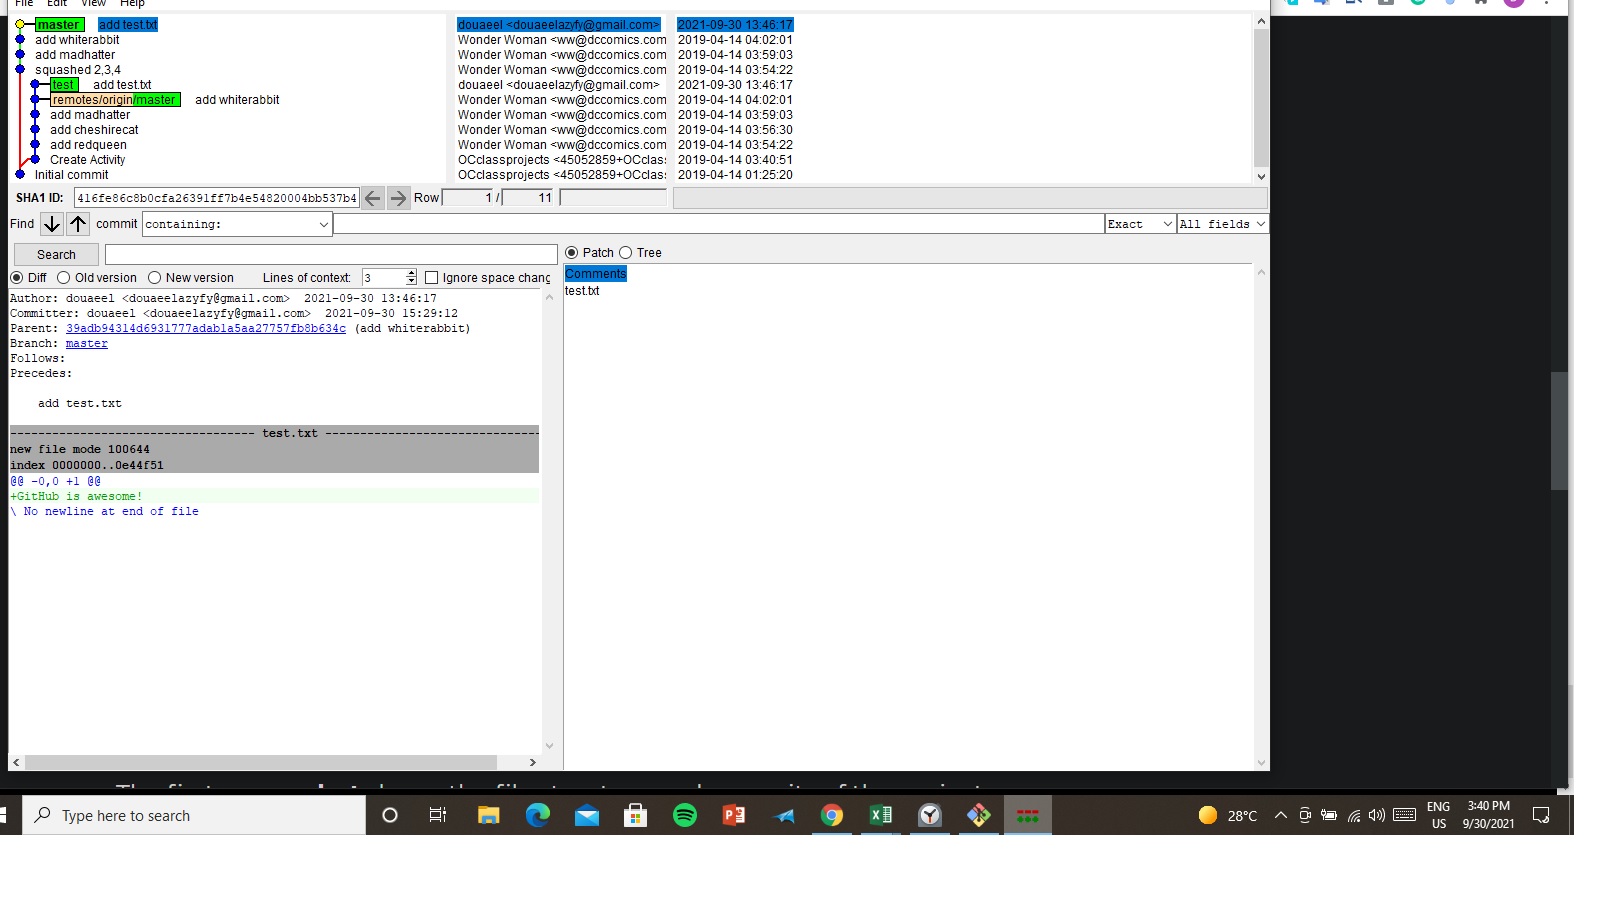 File Edit View Help
master add test.txt douaeel <douaeelazyfy@gmail.com> 2021-09-30 13:46:17
add whiterabbit Wonder Woman <ww@dccomics.com 2019-04-14 04:02:01
add madhatter Wonder Woman <ww@dccomics.com 2019-04-14 03:59:03
squashed 2,3,4 Wonder Woman <ww@dccomics.com 2019-04-14 03:54:22
test add test.txt douaeel <douaeelazyfy@gmail.com> 2021-09-30 13:46:17
remotes/origin/master add whiterabbit Wonder Woman <ww@dccomics.com 2019-04-14 04:02:01
add madhatter Wonder Woman <ww@dccomics.com 2019-04-14 03:59:03
add cheshirecat Wonder Woman <ww@dccomics.com 2019-04-14 03:56:30
add redqueen Wonder Woman <ww@dccomics.com 2019-04-14 03:54:22
Create Activity OCclassprojects <45052859+OCclas: 2019-04-14 03:40:51
Initial commit OCclassprojects <45052859+OCclas: 2019-04-14 01:25:20
SHA1 ID: 416fe86c8b0cfa26391ff7b4e54820004bb537b4 Row 1 / 11
Find commit containing: Exact All fields
Search
Patch Tree
Diff Old version New version Lines of context: 3 Ignore space chang
Comments
test.txt
Author: douaeel <douaeelazyfy@gmail.com> 2021-09-30 13:46:17
Committer: douaeel <douaeelazyfy@gmail.com> 2021-09-30 15:29:12
Parent: 39adb94314d6931777adab1a5aa27757fb8b634c (add whiterabbit)
Branch: master
Follows:
Precedes:
add test.txt
---------------------------------- test.txt ----------------------------------
new file mode 100644
index 0000000..0e44f51
@@ -0,0 +1 @@
+GitHub is awesome!
\ No newline at end of file
Type here to search
28°C
ENG
US
3:40 PM
9/30/2021